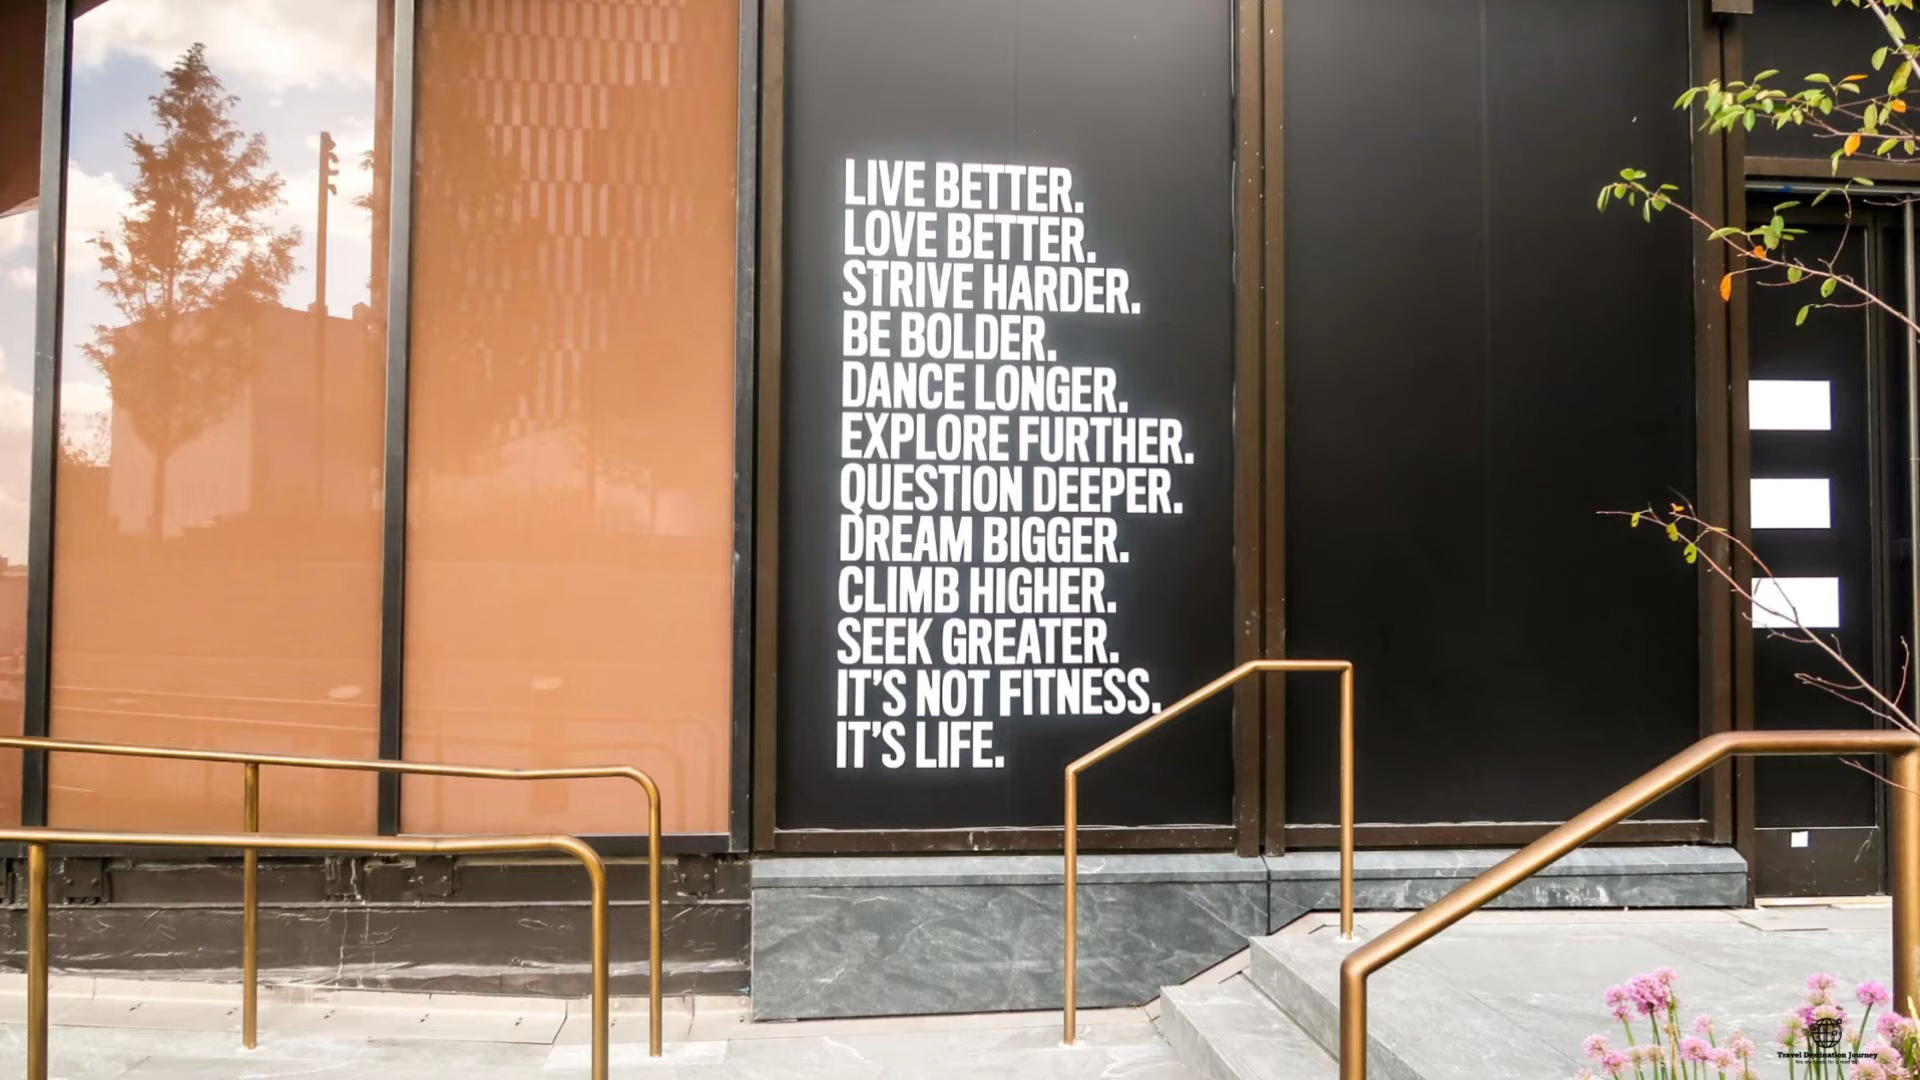 LIVE BETTER.
LOVE BETTER.
STRIVE HARDER.
BE BOLDER.
DANCE LONGER.
EXPLORE FURTHER.
QUESTION DEEPER.
DREAM BIGGER.
CLIMB HIGHER.
SEEK GREATER.
IT'S NOT FITNESS.
IT'S LIFE.
Travel Destination Journey